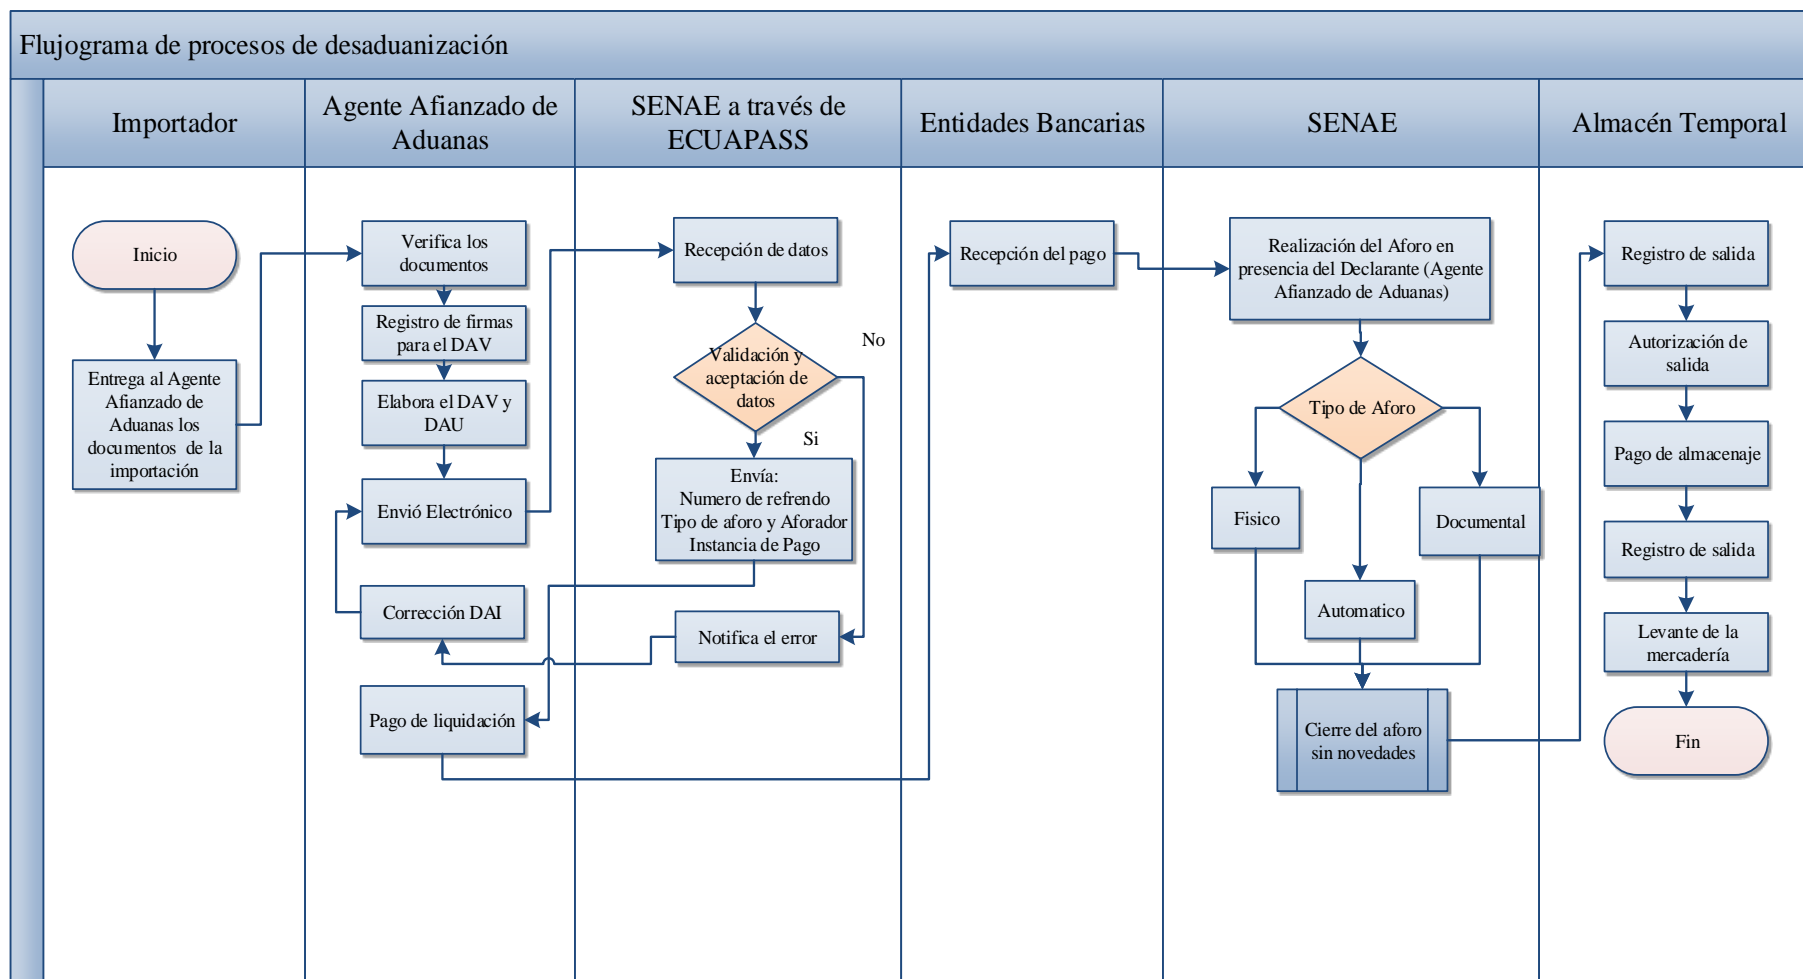 Flujograma de procesos de desaduanización
Importador
Agente Afianzado de
Aduanas
SENAE a través de
ECUAPASS
Entidades Bancarias
SENAE
Almacén Temporal
Inicio
Entrega al Agente
Afianzado de
Aduanas los
documentos de la
importación
Verifica los
documentos
Registro de firmas
para el DAV
Elabora el DAV y
DAU
Envió Electrónico
Corrección DAI
Pago de liquidación
Recepción de datos
Validación y
aceptación de
datos
No
Si
Envía:
Numero de refrendo
Tipo de aforo y Aforador
Instancia de Pago
Notifica el error
Recepción del pago
Realización del Aforo en
presencia del Declarante (Agente
Afianzado de Aduanas)
Tipo de Aforo
Fisico
Documental
Automatico
Cierre del aforo
sin novedades
Registro de salida
Autorización de
salida
Pago de almacenaje
Registro de salida
Levante de la
mercadería
Fin